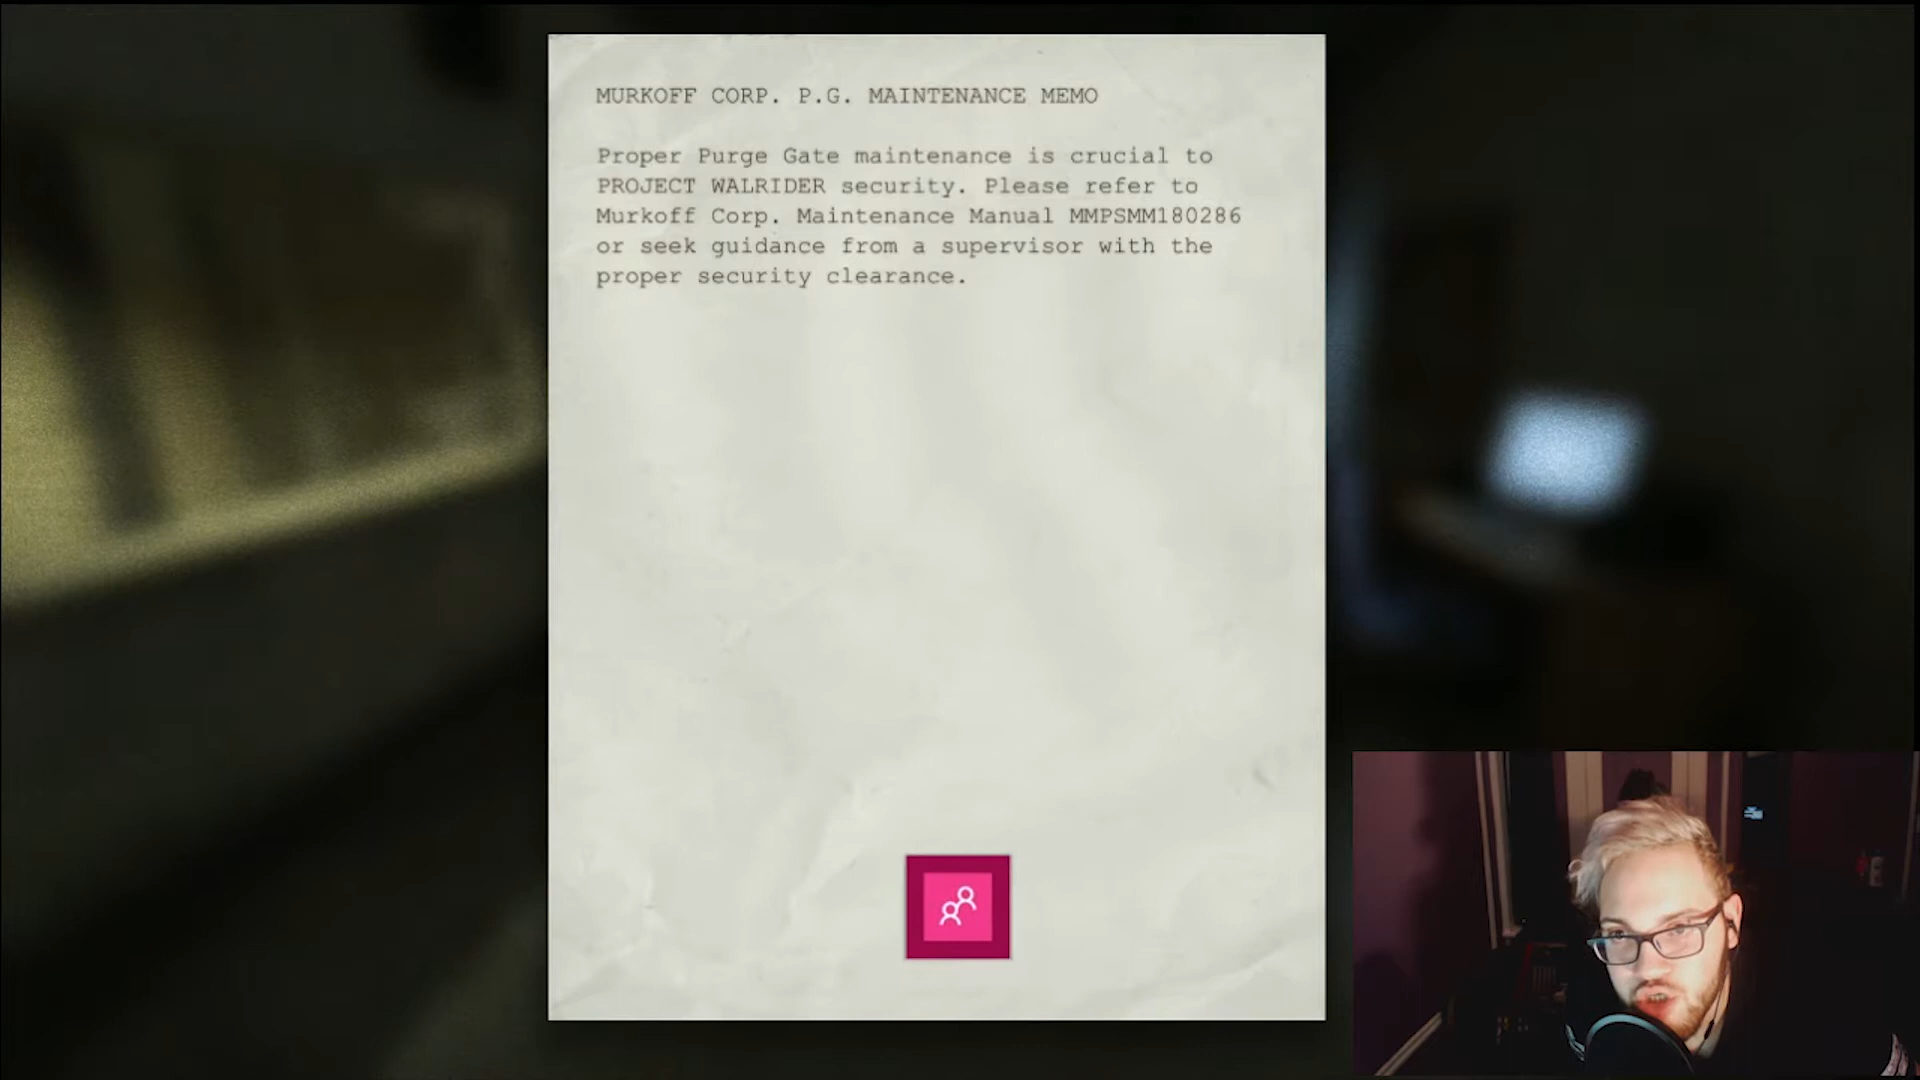 MURKOFF CORP. P.G. MAINTENANCE MEMO
Proper Purge Gate maintenance is crucial to
PROJECT WALRIDER security. Please refer to
Murkoff Corp. Maintenance Manual MMPSMM180286
or seek guidance from a supervisor with the
proper security clearance.